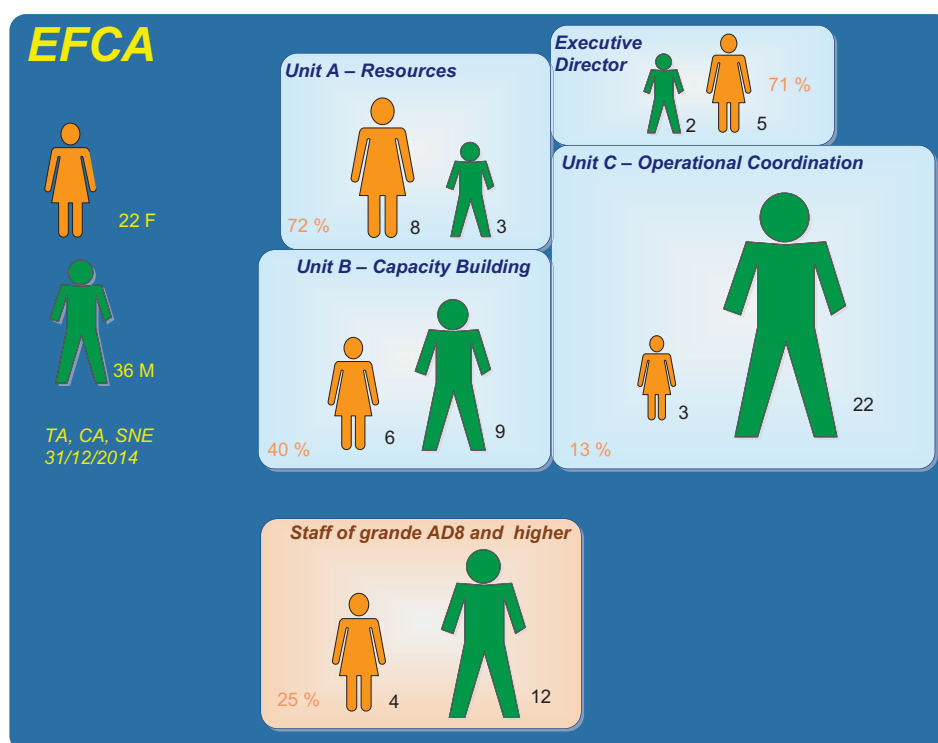 EFCA
22 F
36 M
TA, CA, SNE
31/12/2014
Unit A – Resources
72 %
8
3
Executive
Director
2
5
71 %
Unit B – Capacity Building
40 %
6
9
Unit C – Operational Coordination
13 %
3
22
Staff of grande AD8 and higher
25 %
4
12